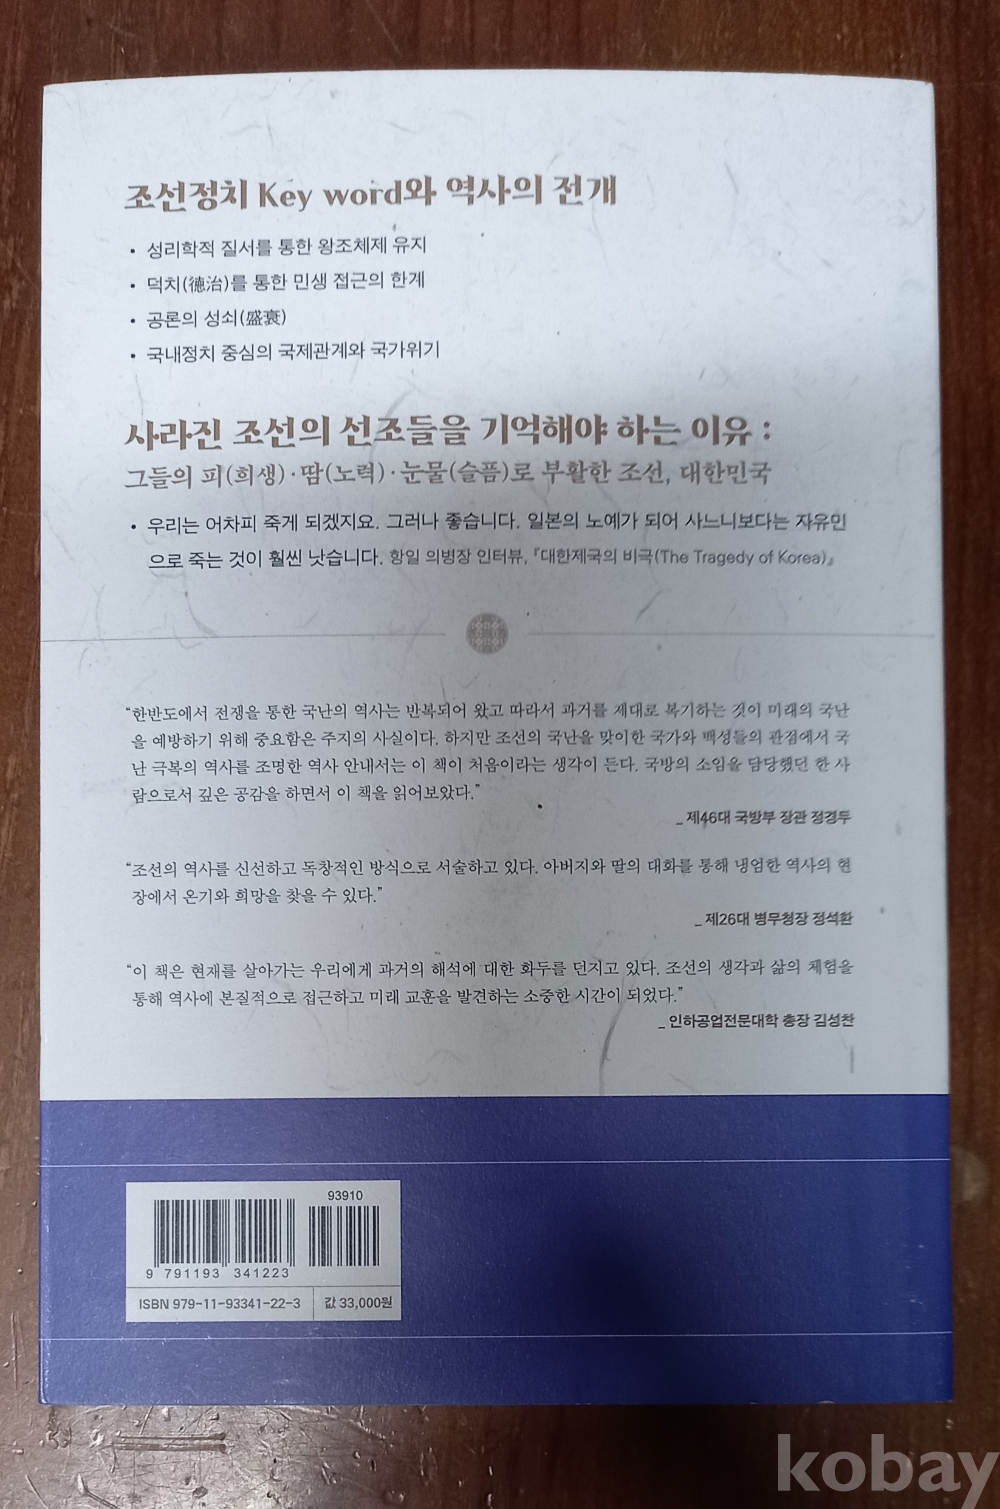 조선정치 Key word와 역사의 전개
• 성리학적 질서를 통한 왕조체제 유지
• 덕치(德治)를 통한 민생 접근의 한계
• 공론의 성쇠(盛衰)
• 국내정치 중심의 국제관계와 국가위기
사라진 조선의 선조들을 기억해야 하는 이유 :
그들의 피(희생)·땀(노력)·눈물(슬픔)로 부활한 조선, 대한민국
• 우리는 어차피 죽게 되겠지요. 그러나 좋습니다. 일본의 노예가 되어 사느니보다는 자유민
으로 죽는 것이 훨씬 낫습니다. 항일 의병장 인터뷰, 『대한제국의 비극(The Tragedy of Korea)』
“한반도에서 전쟁을 통한 국난의 역사는 반복되어 왔고 따라서 과거를 제대로 복기하는 것이 미래의 국난
을 예방하기 위해 중요함은 주지의 사실이다. 하지만 조선의 국난을 맞이한 국가와 백성들의 관점에서 국
난 극복의 역사를 조명한 역사 안내서는 이 책이 처음이라는 생각이 든다. 국방의 소임을 담당했던 한 사
람으로서 깊은 공감을 하면서 이 책을 읽어보았다.”
_ 제46대 국방부 장관 정경두
“조선의 역사를 신선하고 독창적인 방식으로 서술하고 있다. 아버지와 딸의 대화를 통해 냉엄한 역사의 현
장에서 온기와 희망을 찾을 수 있다.”
_ 제26대 병무청장 정석환
“이 책은 현재를 살아가는 우리에게 과거의 해석에 대한 화두를 던지고 있다. 조선의 생각과 삶의 체험을
통해 역사에 본질적으로 접근하고 미래 교훈을 발견하는 소중한 시간이 되었다.”
_ 인하공업전문대학 총장 김성찬
93910
9 791193 341223
ISBN 979-11-93341-22-3 값 33,000원
kobay